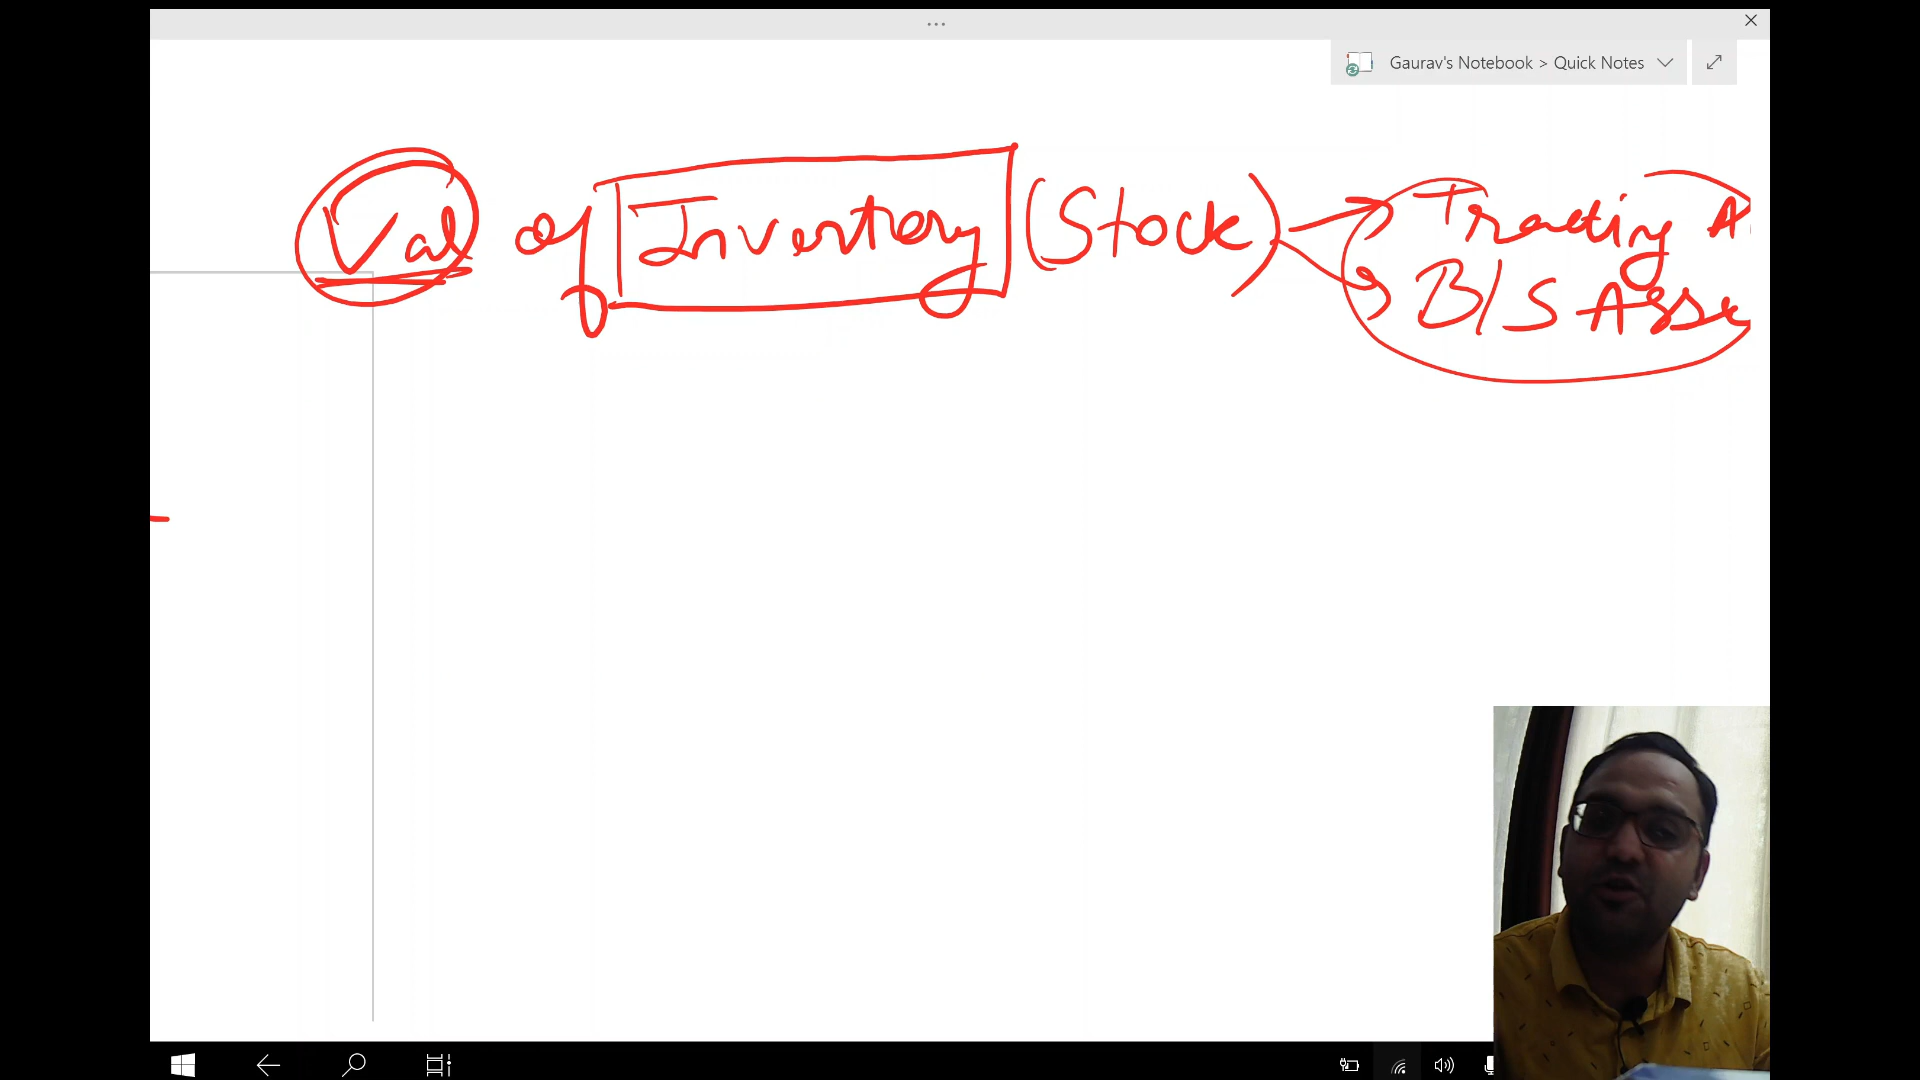 Gaurav's Notebook > Quick Notes
Val of Inventory (Stock) → Trading A
B/S Asse